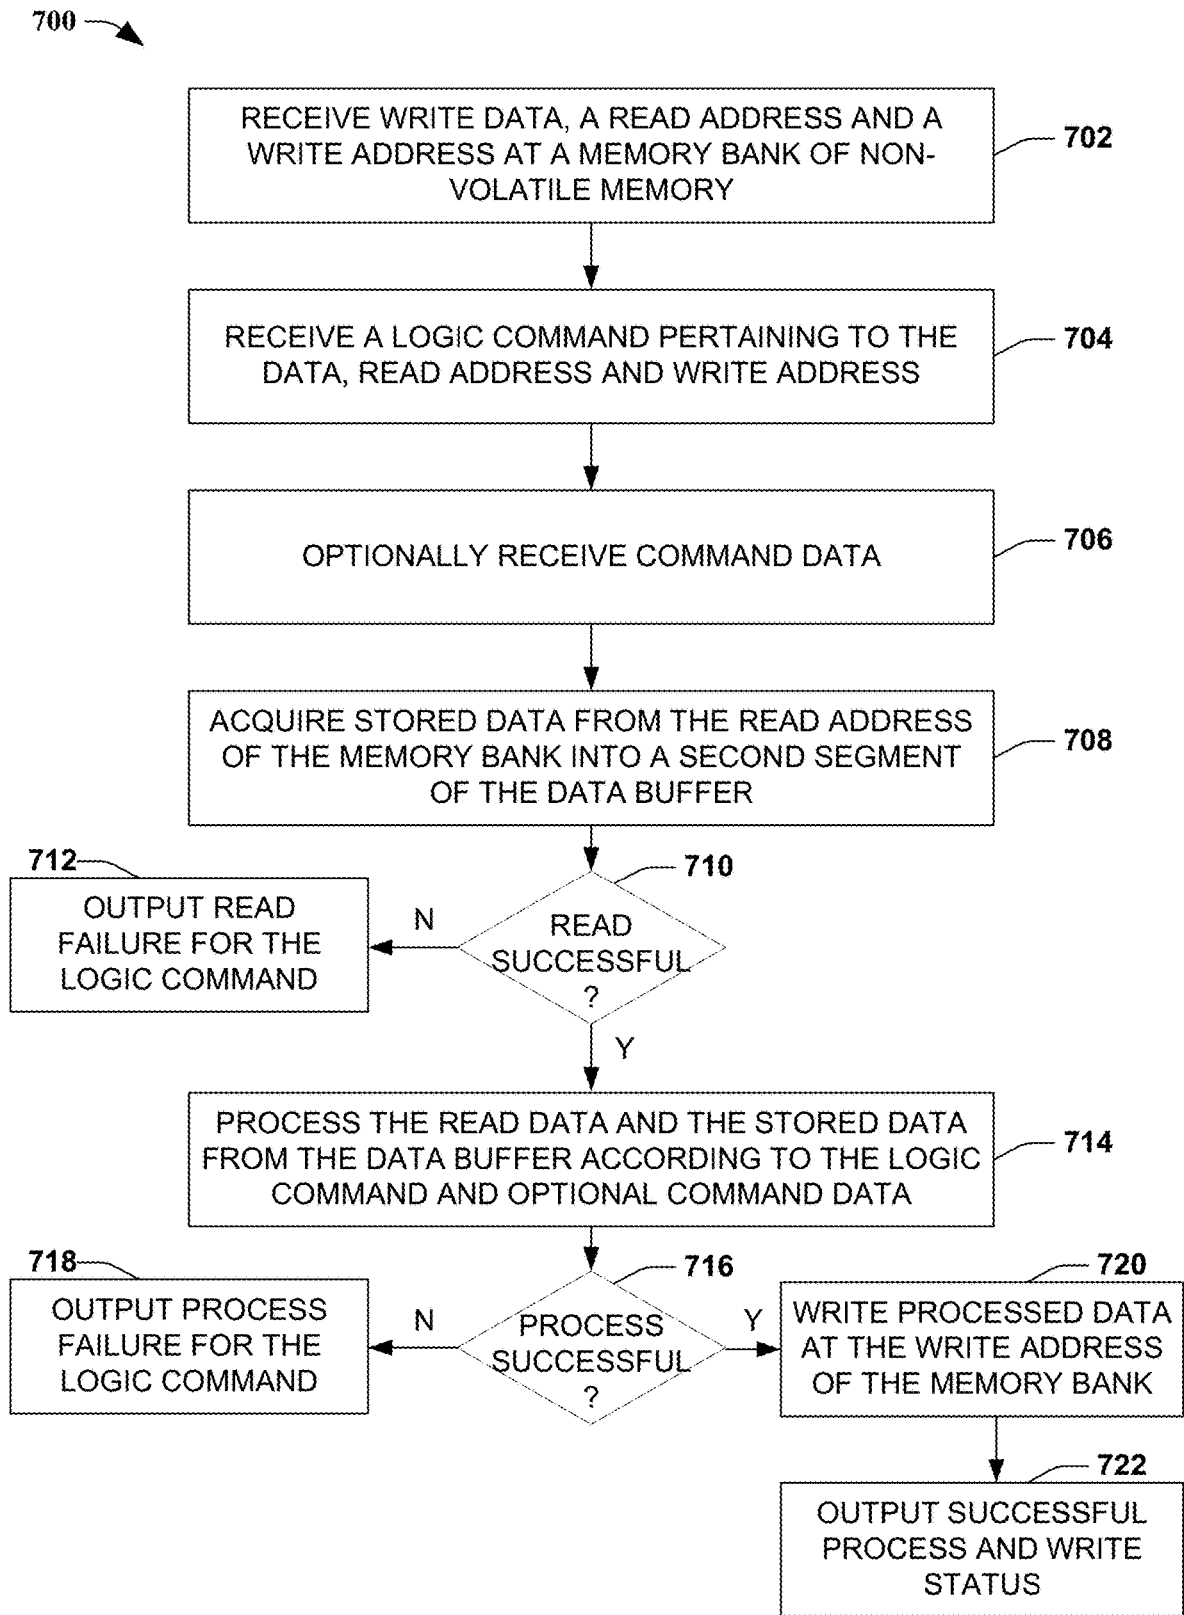 700
RECEIVE WRITE DATA, A READ ADDRESS AND A
WRITE ADDRESS AT A MEMORY BANK OF NON-
VOLATILE MEMORY
702
RECEIVE A LOGIC COMMAND PERTAINING TO THE
DATA, READ ADDRESS AND WRITE ADDRESS
704
OPTIONALLY RECEIVE COMMAND DATA
706
ACQUIRE STORED DATA FROM THE READ ADDRESS
OF THE MEMORY BANK INTO A SECOND SEGMENT
OF THE DATA BUFFER
708
712
OUTPUT READ
FAILURE FOR THE
LOGIC COMMAND
N
710
READ
SUCCESSFUL
?
Y
PROCESS THE READ DATA AND THE STORED DATA
FROM THE DATA BUFFER ACCORDING TO THE LOGIC
COMMAND AND OPTIONAL COMMAND DATA
714
718
OUTPUT PROCESS
FAILURE FOR THE
LOGIC COMMAND
N
716
PROCESS
SUCCESSFUL
?
Y
720
WRITE PROCESSED DATA
AT THE WRITE ADDRESS
OF THE MEMORY BANK
722
OUTPUT SUCCESSFUL
PROCESS AND WRITE
STATUS